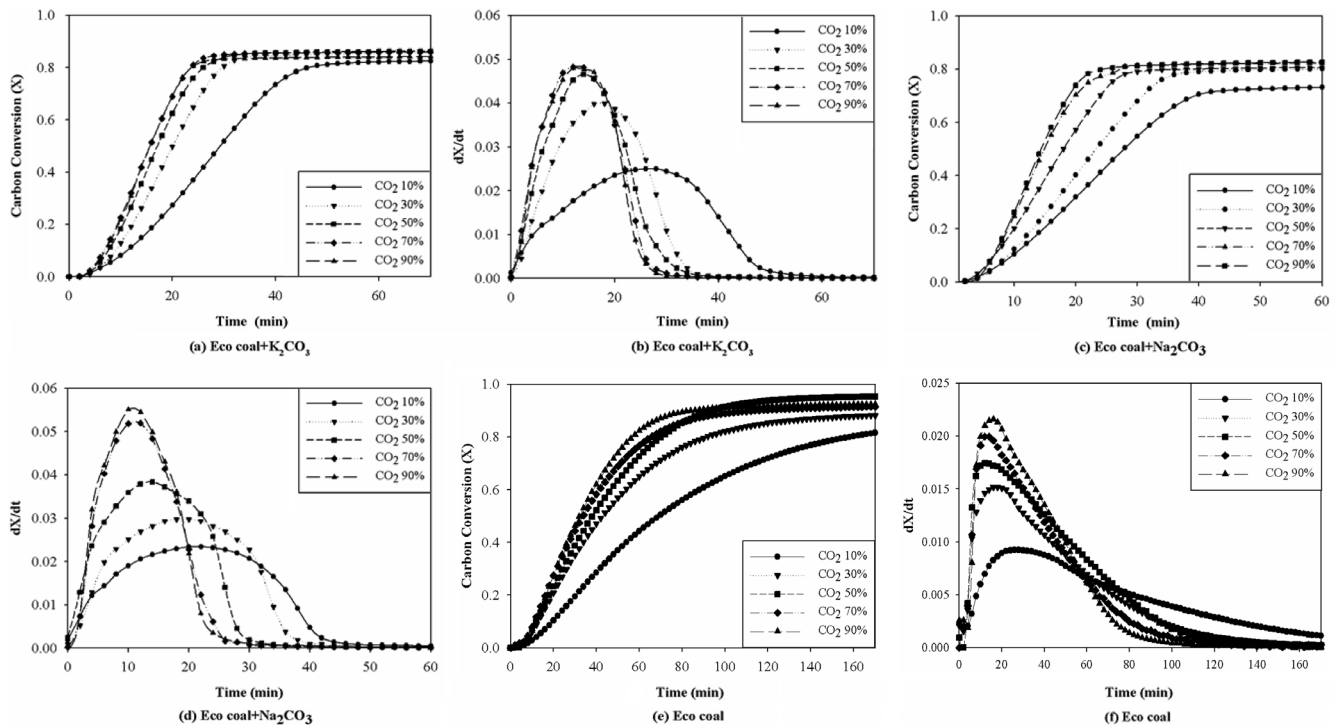 Carbon Conversion (X)
1.0
0.8
0.6
0.4
0.2
0.0
0
20
40
60
CO2 10%
CO2 30%
CO2 50%
CO2 70%
CO2 90%
Time (min)
(a) Eco coal+K2CO3
dX/dt
0.06
0.05
0.04
0.03
0.02
0.01
0.00
0
20
40
60
CO2 10%
CO2 30%
CO2 50%
CO2 70%
CO2 90%
Time (min)
(b) Eco coal+K2CO3
Carbon Conversion (X)
1.0
0.8
0.6
0.4
0.2
0.0
10
20
30
40
50
60
CO2 10%
CO2 30%
CO2 50%
CO2 70%
CO2 90%
Time (min)
(c) Eco coal+Na2CO3
dX/dt
0.06
0.05
0.04
0.03
0.02
0.01
0.00
0
10
20
30
40
50
60
CO2 10%
CO2 30%
CO2 50%
CO2 70%
CO2 90%
Time (min)
(d) Eco coal+Na2CO3
Carbon Conversion (X)
1.0
0.8
0.6
0.4
0.2
0.0
0
20
40
60
80
100
120
140
160
CO2 10%
CO2 30%
CO2 50%
CO2 70%
CO2 90%
Time (min)
(e) Eco coal
dX/dt
0.025
0.020
0.015
0.010
0.005
0.000
0
20
40
60
80
100
120
140
160
CO2 10%
CO2 30%
CO2 50%
CO2 70%
CO2 90%
Time (min)
(f) Eco coal